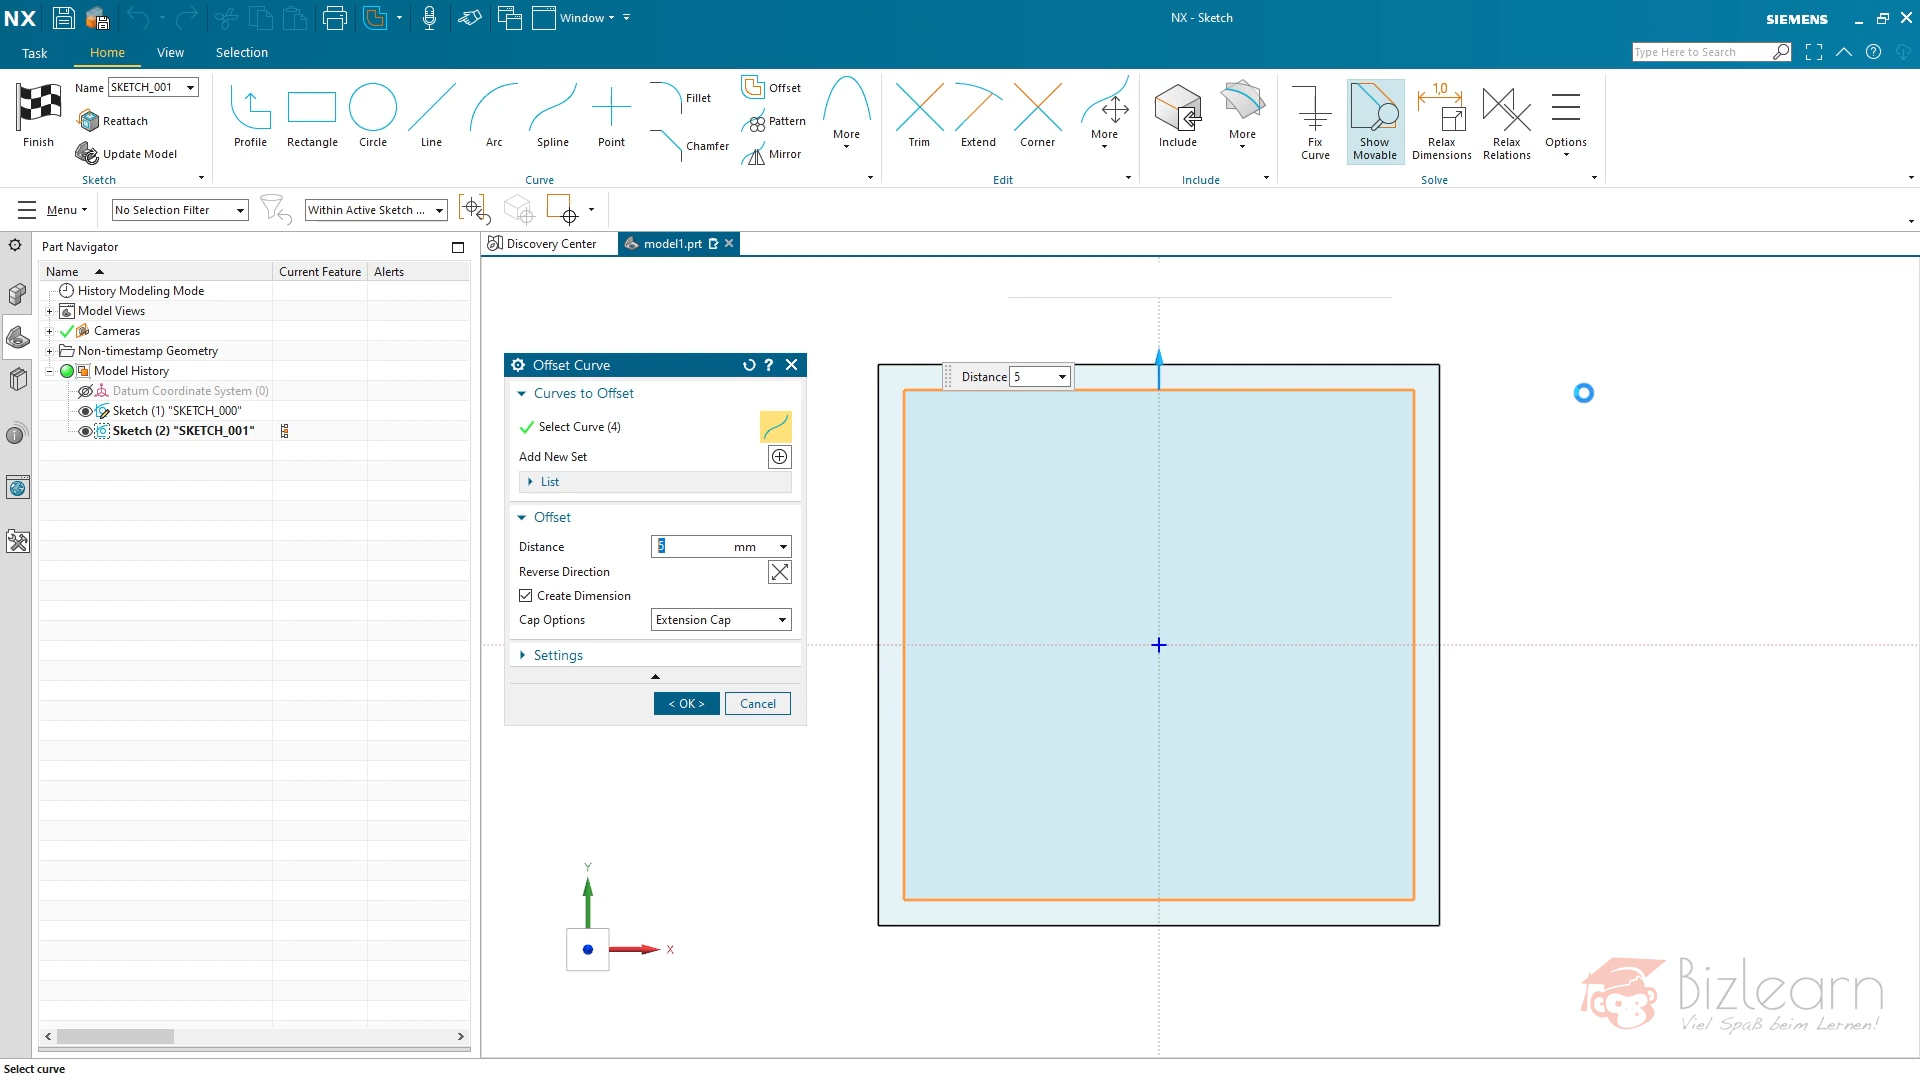 NX
Window
NX - Sketch
SIEMENS
Task
Home
View
Selection
Type Here to Search
Finish
Name
SKETCH_001
Reattach
Update Model
Sketch
Profile
Rectangle
Circle
Line
Arc
Spline
Point
Fillet
Chamfer
Offset
Pattern
Mirror
More
Curve
Trim
Extend
Corner
More
Edit
Include
More
Include
Fix
Curve
Show
Movable
1,0
Relax
Dimensions
Relax
Relations
Options
Solve
Menu
No Selection Filter
Within Active Sketch ...
Part Navigator
Discovery Center
model1.prt
Name
Current Feature
Alerts
History Modeling Mode
Model Views
Cameras
Non-timestamp Geometry
Model History
Datum Coordinate System (0)
Sketch (1) "SKETCH_000"
Sketch (2) "SKETCH_001"
Offset Curve
Curves to Offset
Select Curve (4)
Add New Set
List
Offset
Distance
5
mm
Reverse Direction
Create Dimension
Cap Options
Extension Cap
Settings
< OK >
Cancel
Distance
5
Y
X
Bizlearn
Viel Spaß beim Lernen!
Select curve